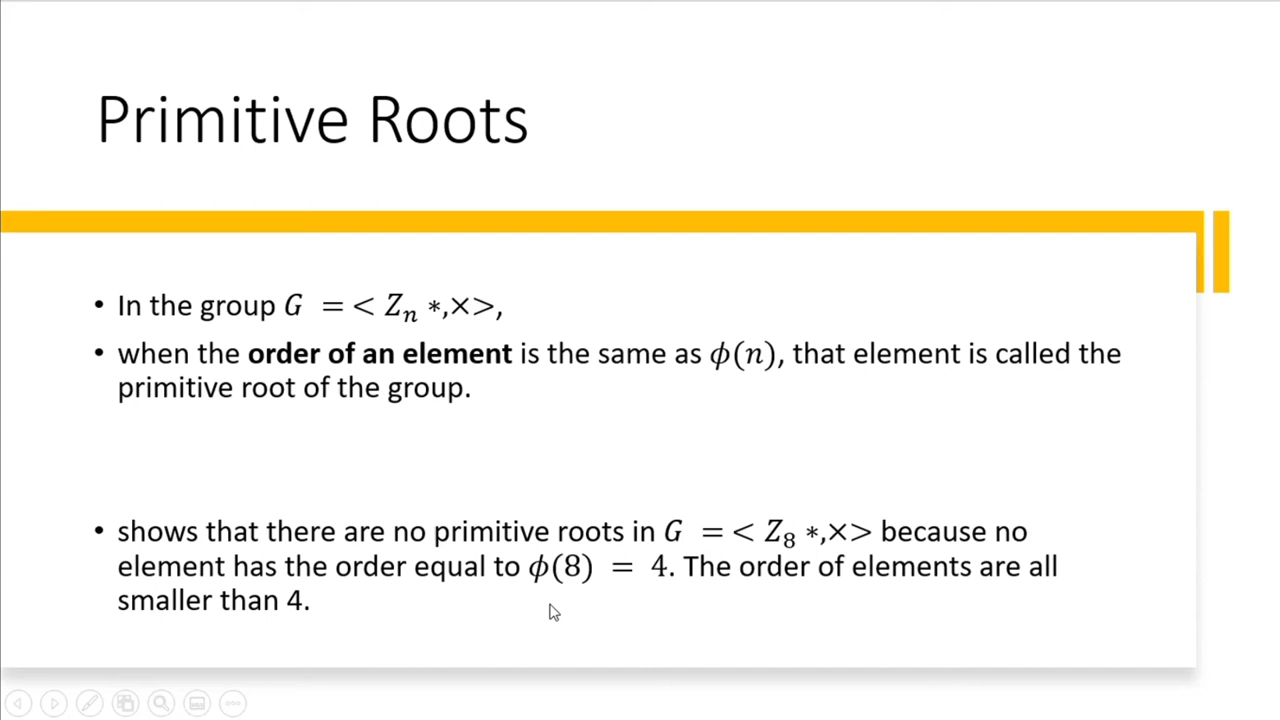 Primitive Roots
• In the group G = < Zₙ ∗,×>,
• when the order of an element is the same as ϕ(n), that element is called the
primitive root of the group.
• shows that there are no primitive roots in G = < Z₈ ∗,×> because no
element has the order equal to ϕ(8) = 4. The order of elements are all
smaller than 4.